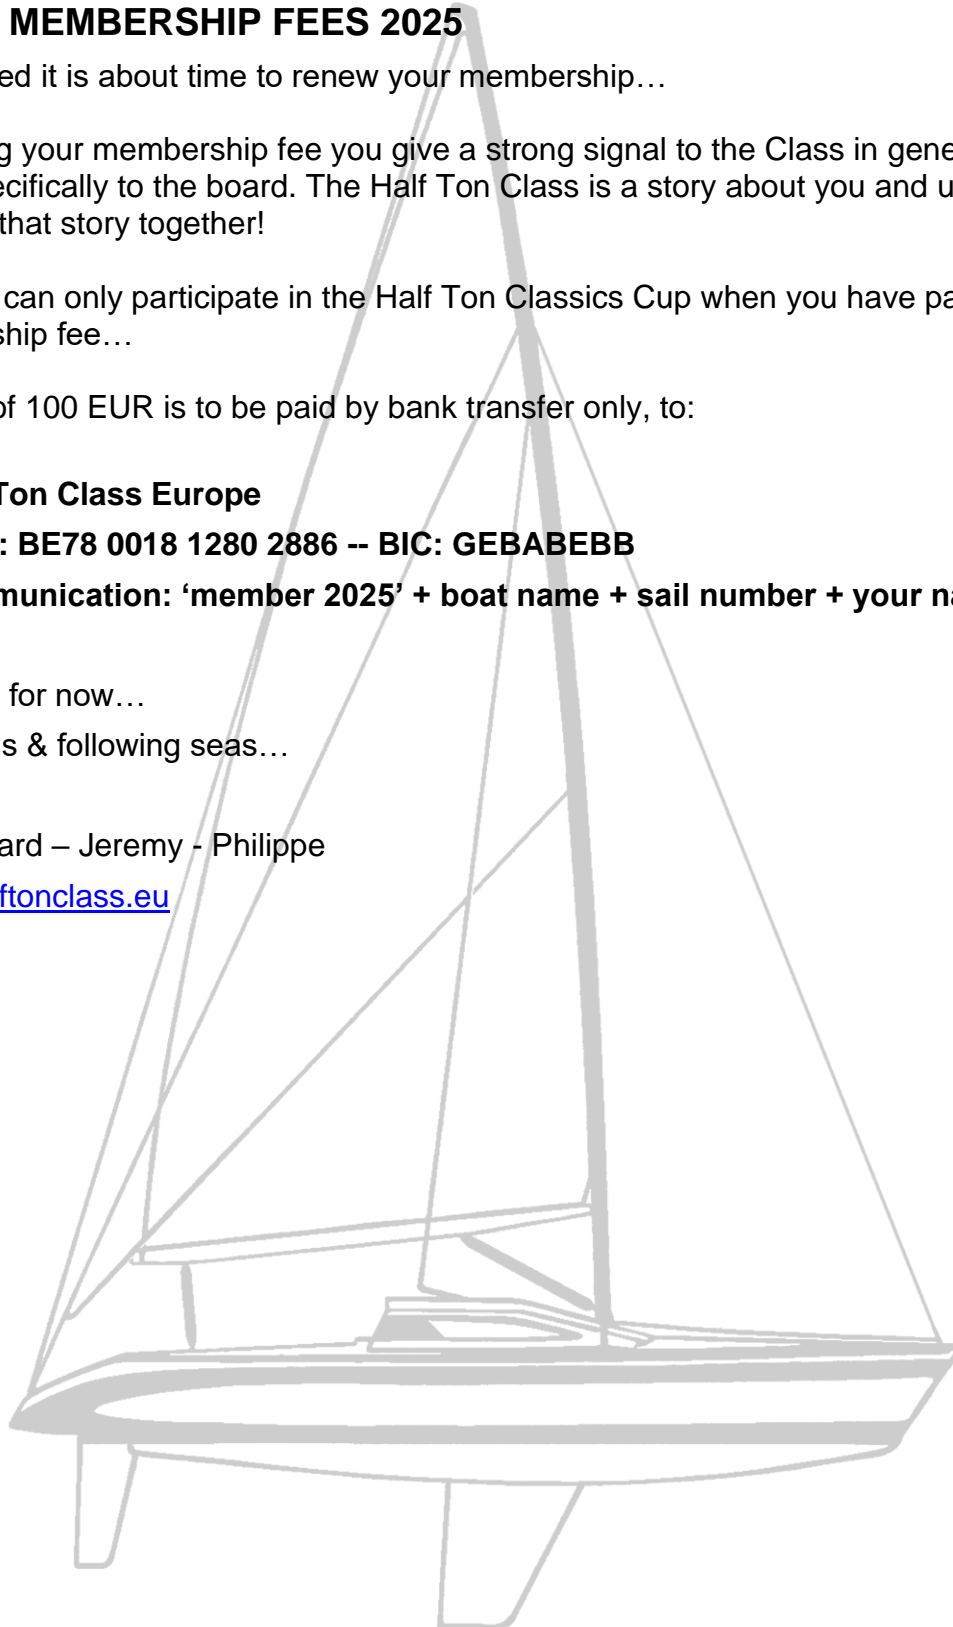 MEMBERSHIP FEES 2025
ed it is about time to renew your membership…
g your membership fee you give a strong signal to the Class in gene
ecifically to the board. The Half Ton Class is a story about you and u
that story together!
can only participate in the Half Ton Classics Cup when you have pa
ship fee…
of 100 EUR is to be paid by bank transfer only, to:
Ton Class Europe
: BE78 0018 1280 2886 -- BIC: GEBABEBB
munication: ‘member 2025’ + boat name + sail number + your na
for now…
s & following seas…
ard – Jeremy - Philippe
ftonclass.eu